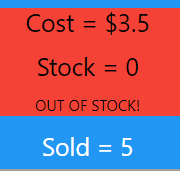 Cost = $3.5
Stock = 0
OUT OF STOCK!
Sold = 5